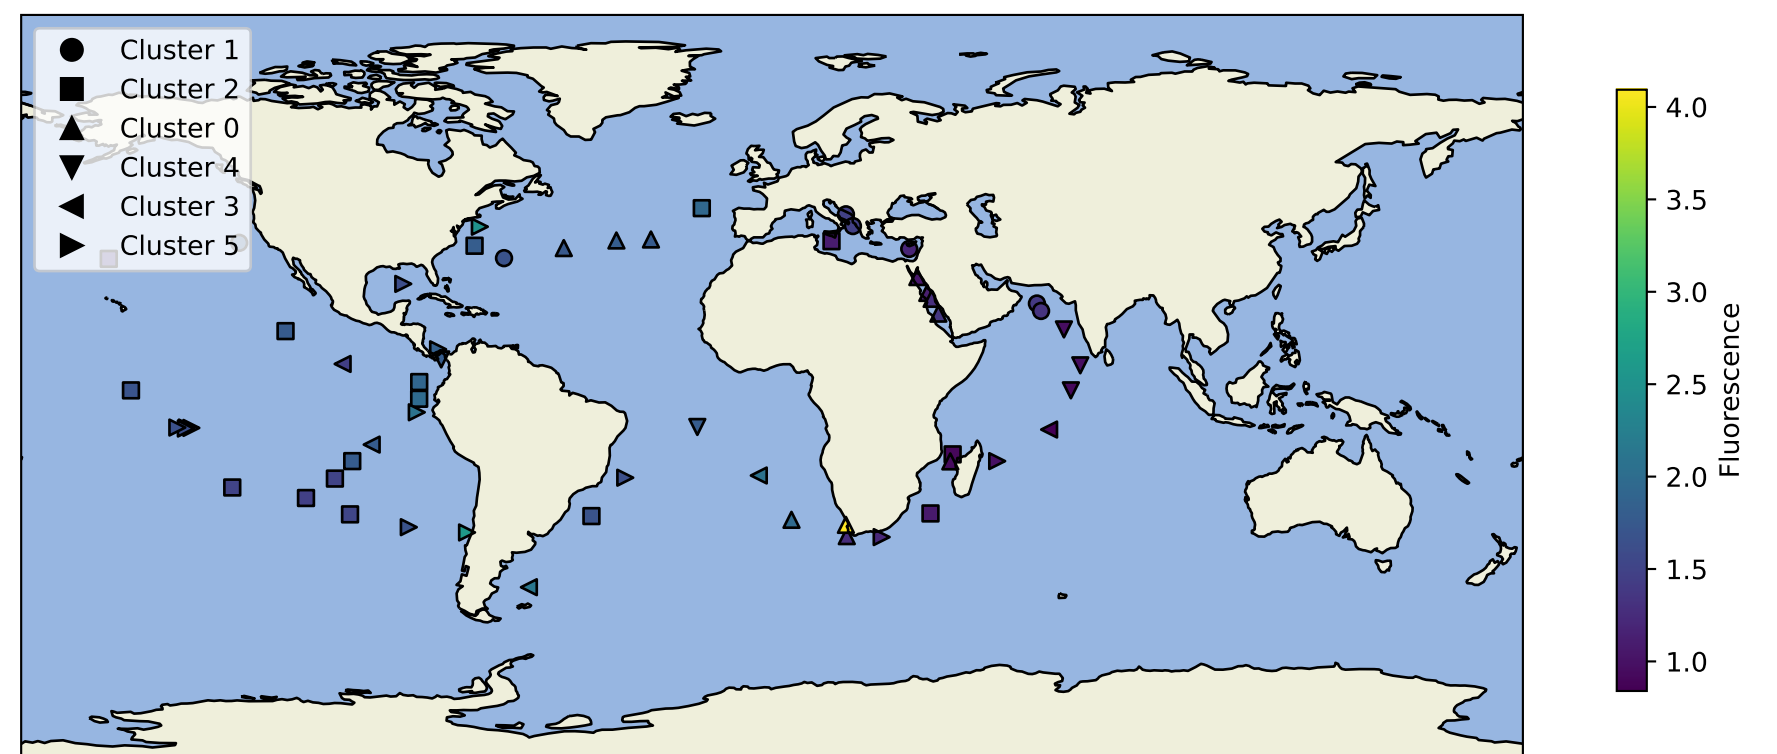 Cluster 1
Cluster 2
Cluster 0
Cluster 4
Cluster 3
Cluster 5
4.0
3.5
3.0
2.5
2.0
1.5
1.0
Fluorescence